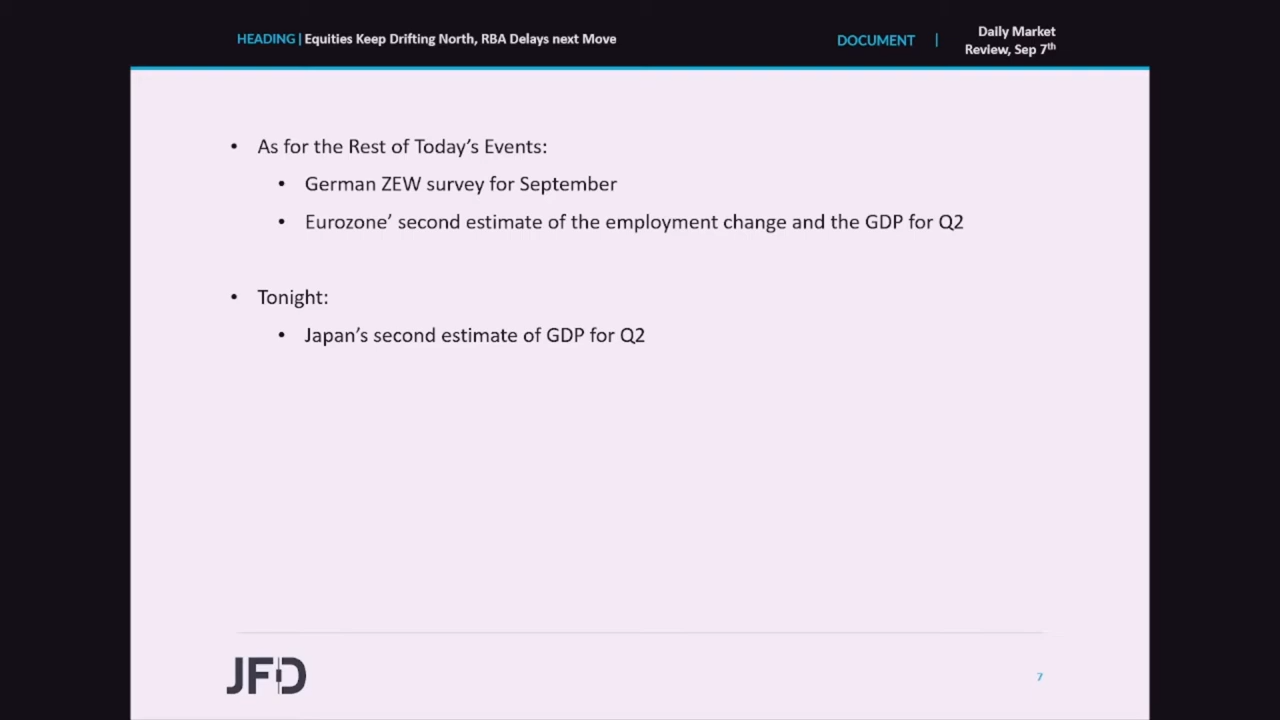 HEADING | Equities Keep Drifting North, RBA Delays next Move
DOCUMENT |
Daily Market
Review, Sep 7th
• As for the Rest of Today's Events:
• German ZEW survey for September
• Eurozone' second estimate of the employment change and the GDP for Q2
• Tonight:
• Japan's second estimate of GDP for Q2
JFD
7